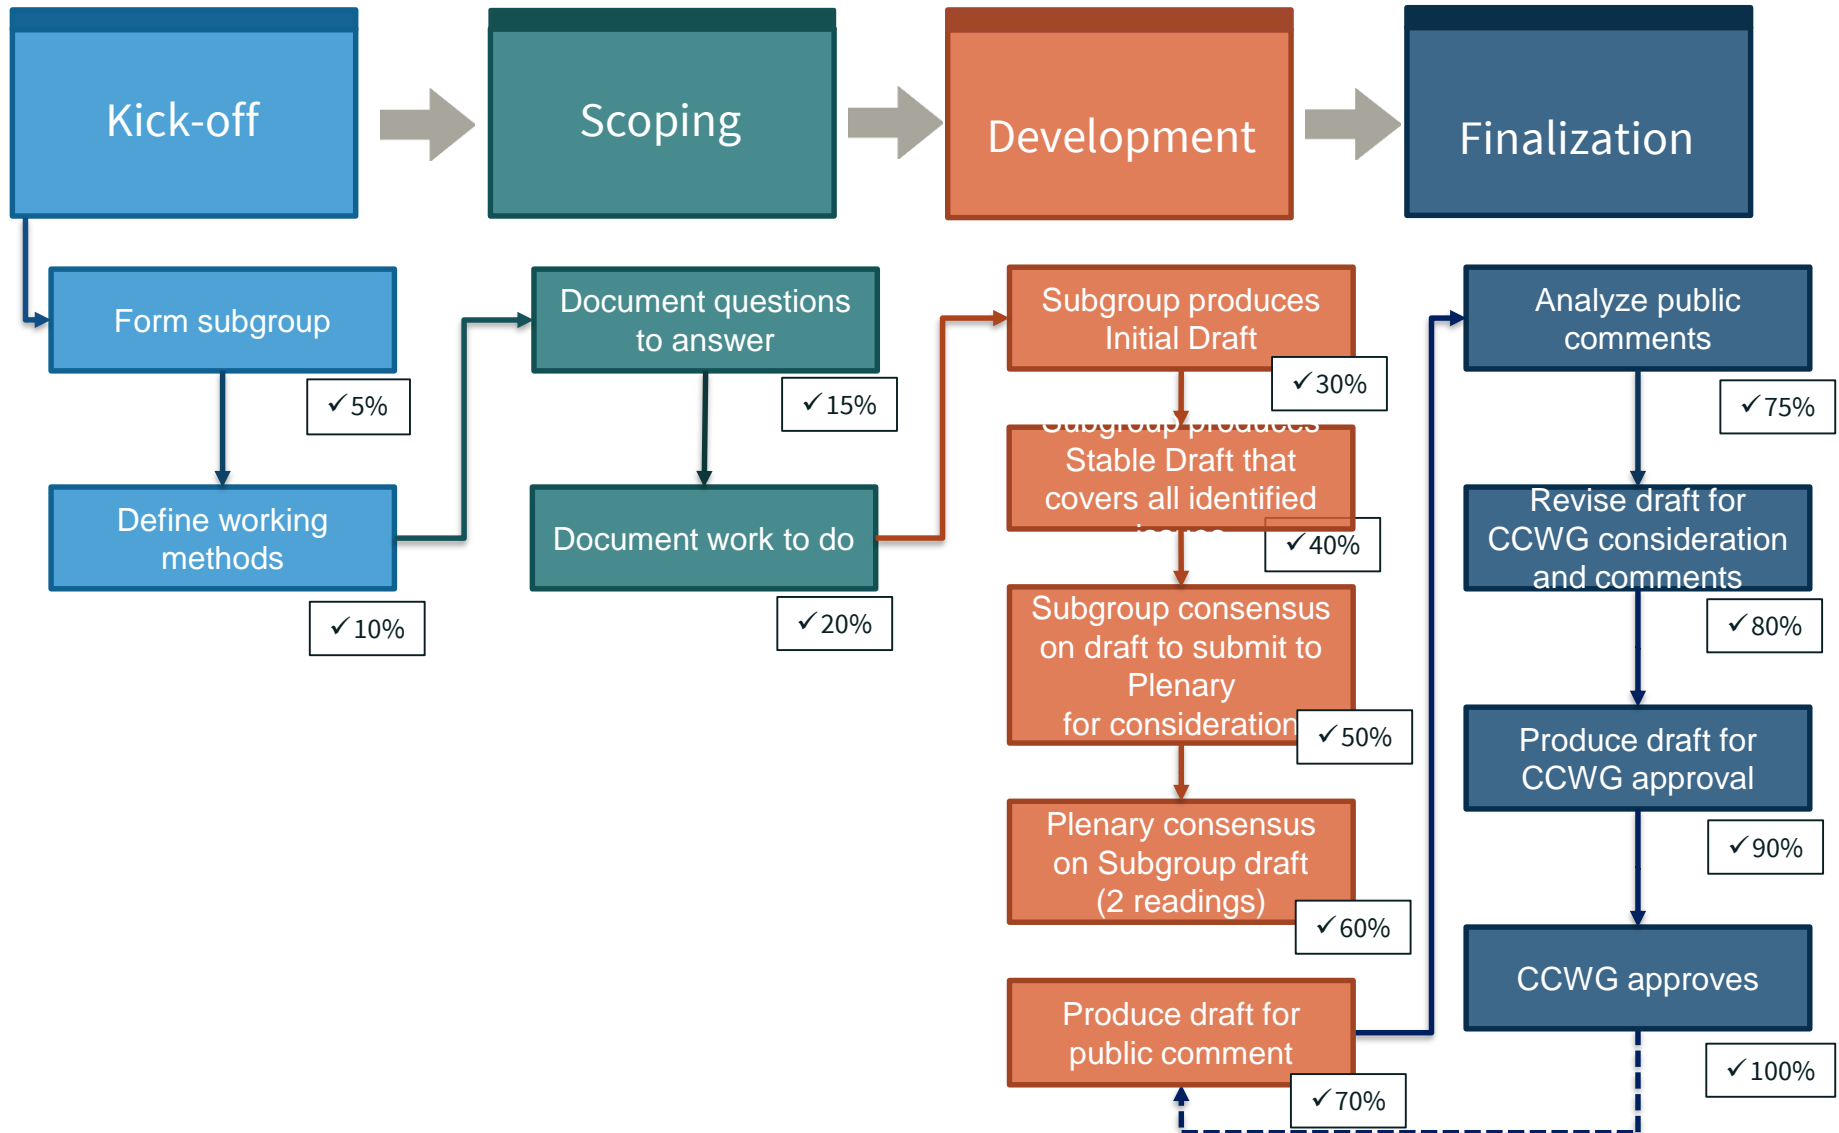 Kick-off
Scoping
Development
Finalization
Form subgroup
✓5%
Define working
methods
✓10%
Document questions
to answer
✓15%
Document work to do
✓20%
Subgroup produces
Initial Draft
✓30%
Subgroup produces
Stable Draft that
covers all identified
issues
✓40%
Subgroup consensus
on draft to submit to
Plenary
for consideration
✓50%
Plenary consensus
on Subgroup draft
(2 readings)
✓60%
Produce draft for
public comment
✓70%
Analyze public
comments
✓75%
Revise draft for
CCWG consideration
and comments
✓80%
Produce draft for
CCWG approval
✓90%
CCWG approves
✓100%